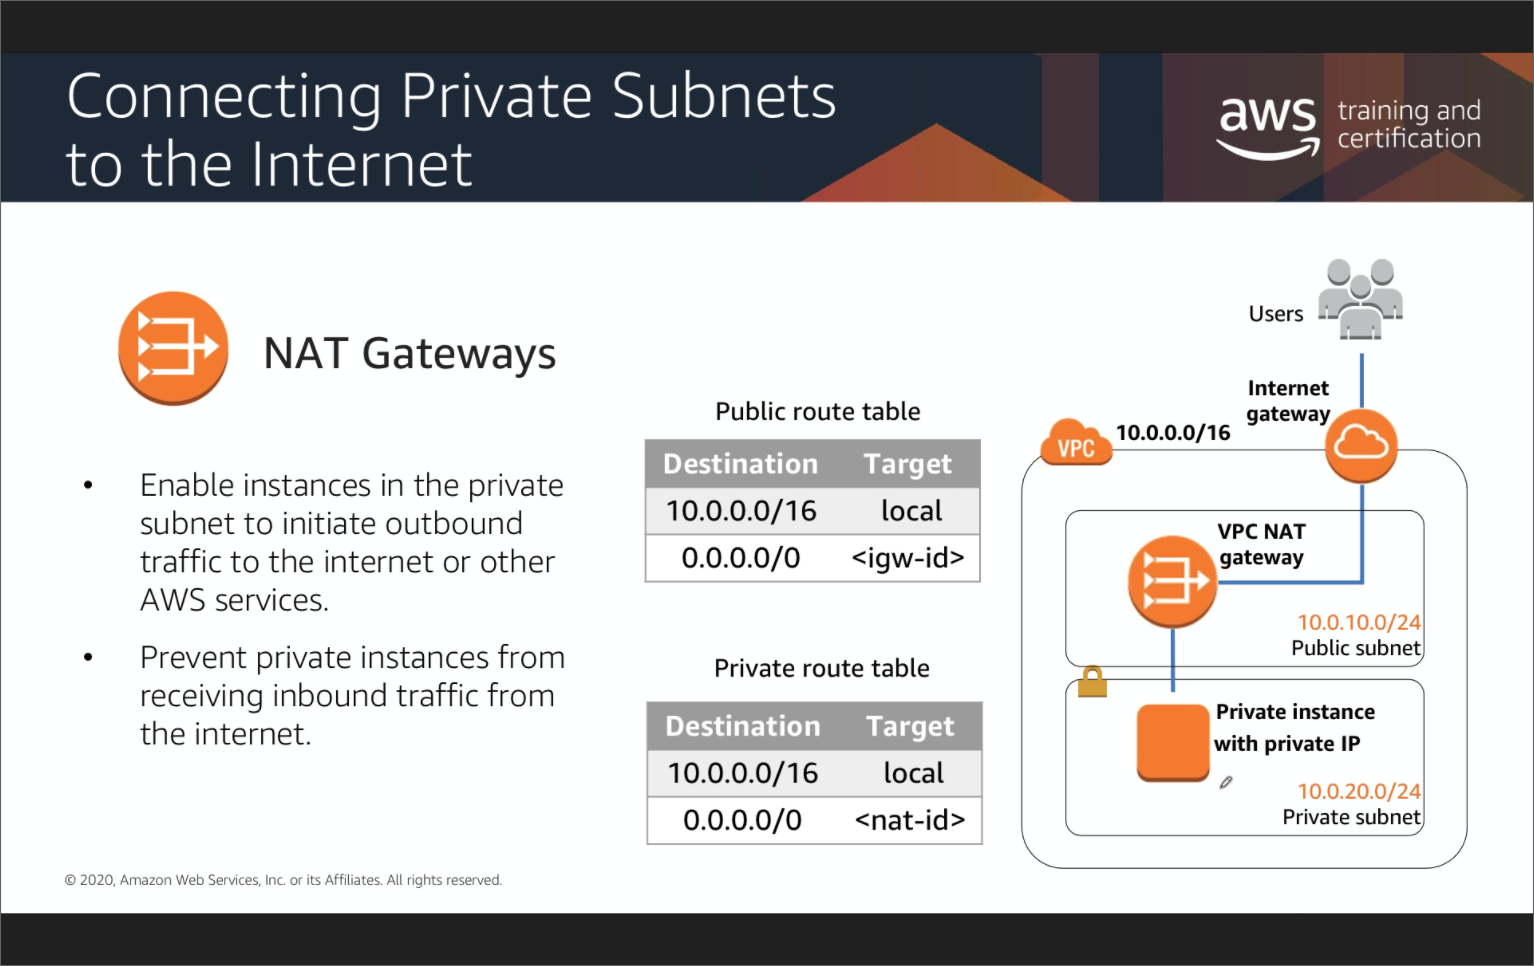 Connecting Private Subnets
to the Internet
aws training and
certification
NAT Gateways
• Enable instances in the private
subnet to initiate outbound
traffic to the internet or other
AWS services.
• Prevent private instances from
receiving inbound traffic from
the internet.
Public route table
Destination Target
10.0.0.0/16 local
0.0.0.0/0 <igw-id>
Private route table
Destination Target
10.0.0.0/16 local
0.0.0.0/0 <nat-id>
Users
Internet
gateway
VPC 10.0.0.0/16
VPC NAT
gateway
10.0.10.0/24
Public subnet
Private instance
with private IP
10.0.20.0/24
Private subnet
© 2020, Amazon Web Services, Inc. or its Affiliates. All rights reserved.